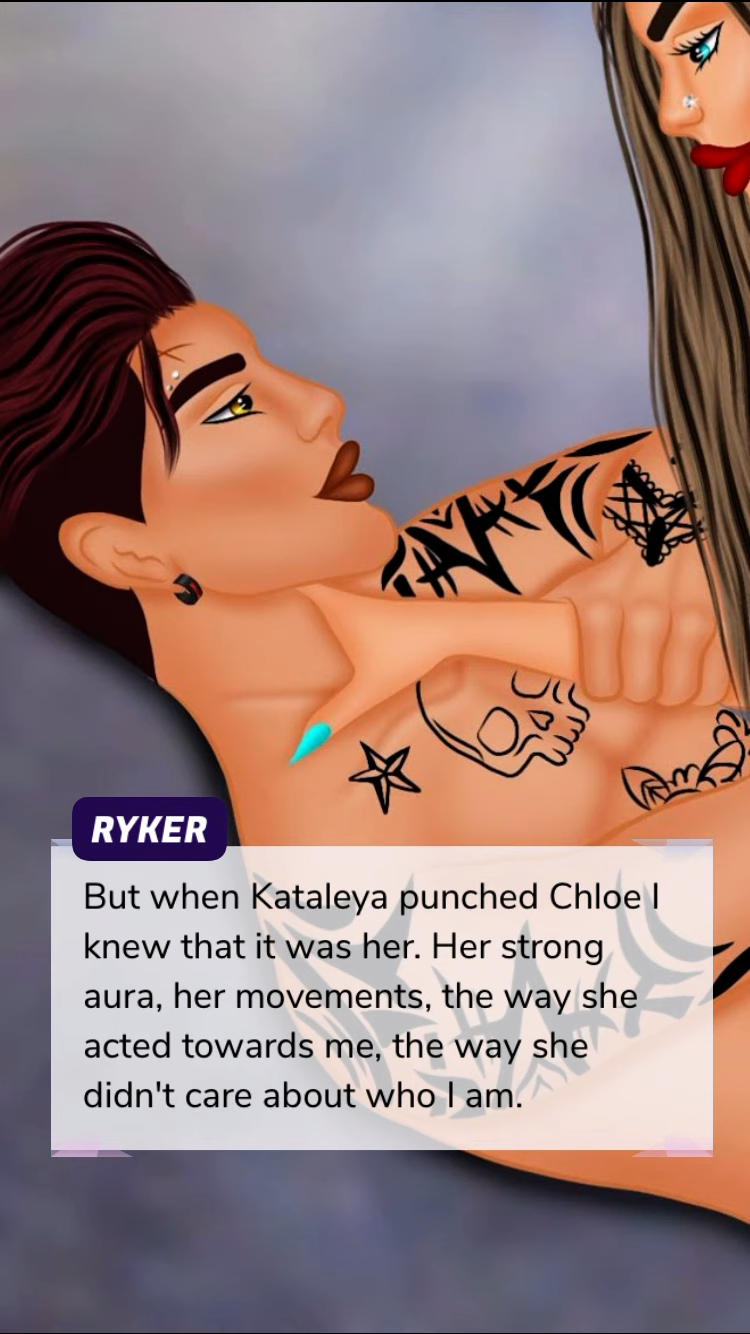 RYKER
But when Kataleya punched Chloe I
knew that it was her. Her strong
aura, her movements, the way she
acted towards me, the way she
didn't care about who I am.